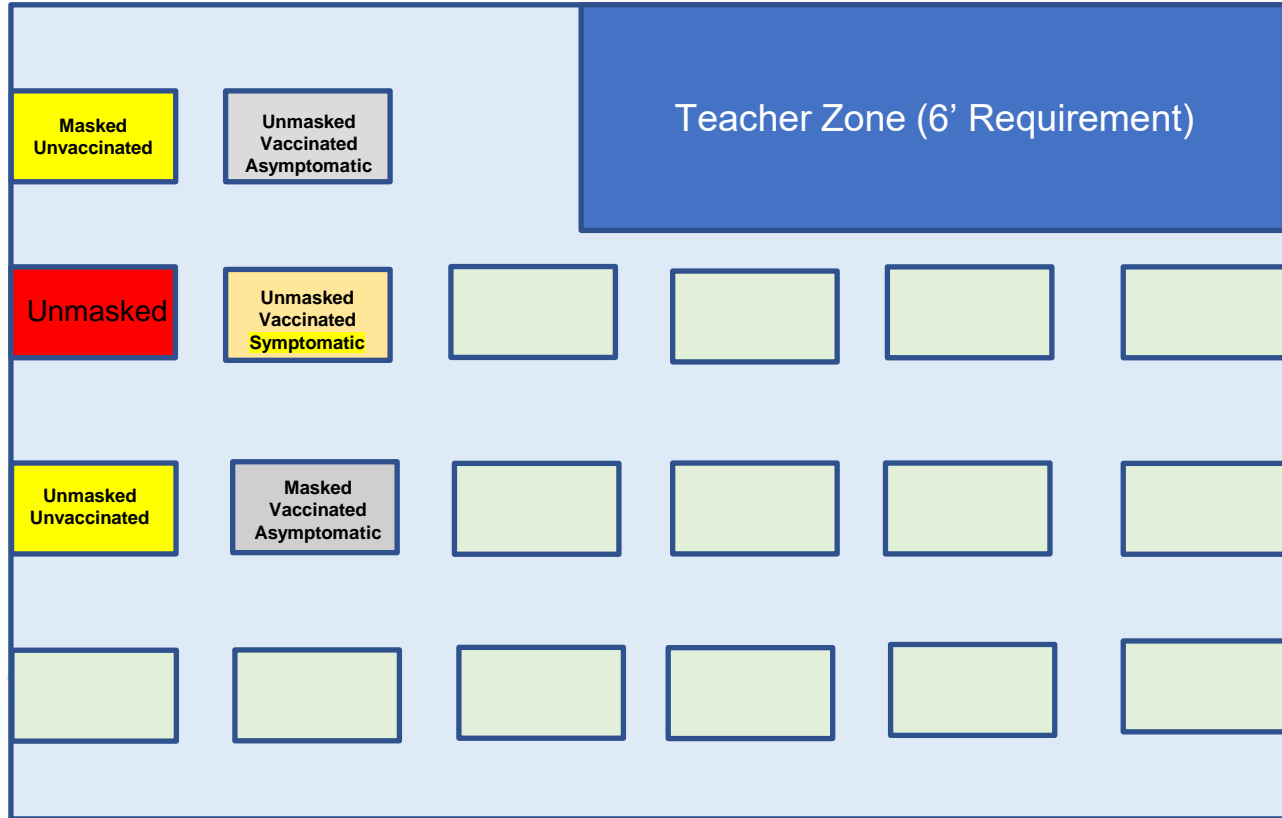 Teacher Zone (6' Requirement)
Masked
Unvaccinated
Unmasked
Vaccinated
Asymptomatic
Unmasked
Unmasked
Vaccinated
Symptomatic
Unmasked
Unvaccinated
Masked
Vaccinated
Asymptomatic